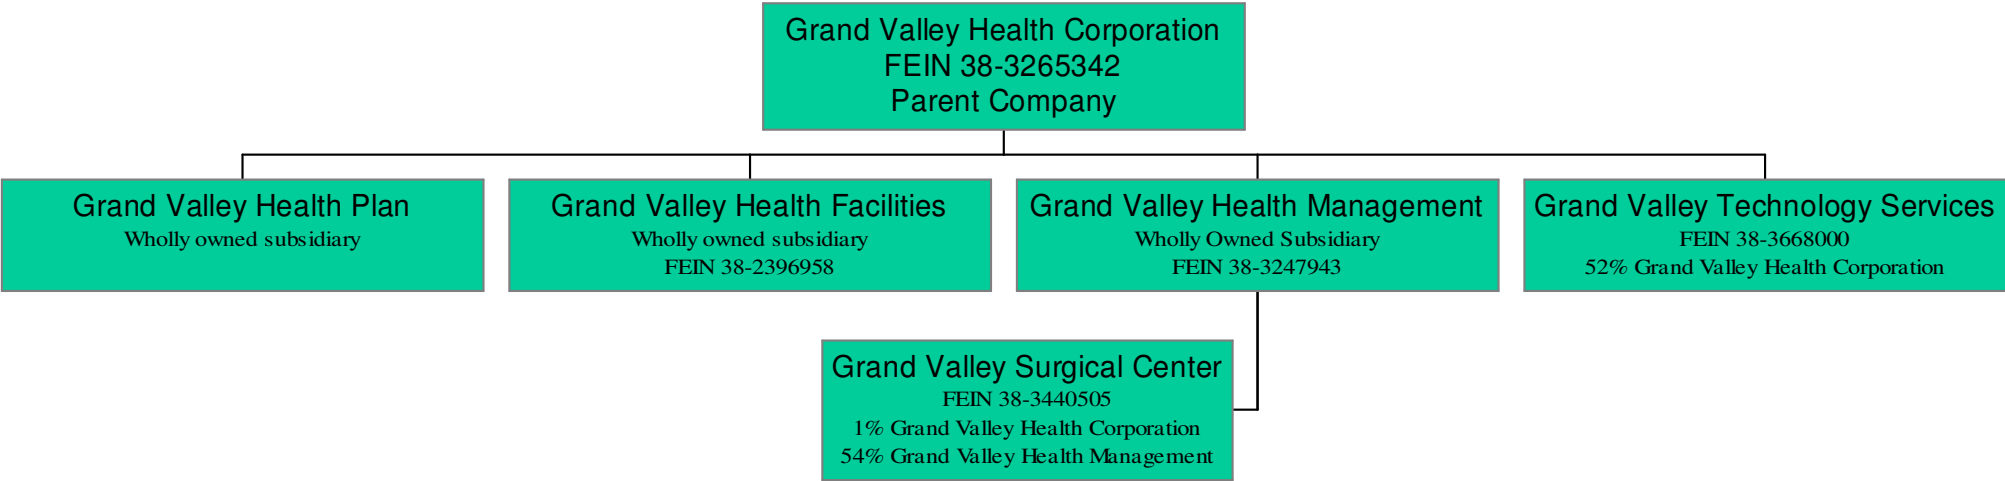 Grand Valley Health Corporation
FEIN 38-3265342
Parent Company
Grand Valley Health Plan
Wholly owned subsidiary
Grand Valley Health Facilities
Wholly owned subsidiary
FEIN 38-2396958
Grand Valley Health Management
Wholly Owned Subsidiary
FEIN 38-3247943
Grand Valley Technology Services
FEIN 38-3668000
52% Grand Valley Health Corporation
Grand Valley Surgical Center
FEIN 38-3440505
1% Grand Valley Health Corporation
54% Grand Valley Health Management